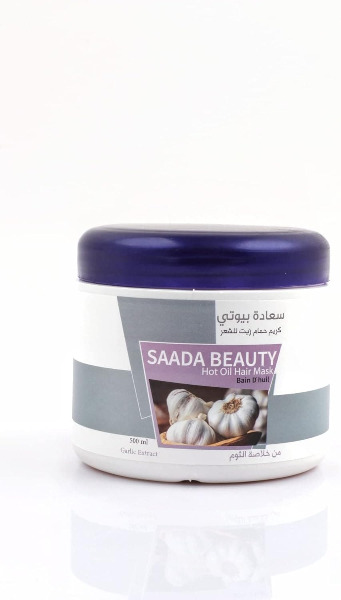 سعادة بيوتي
كريم حمام زيت للشعر
SAADA BEAUTY
Hot Oil Hair Mask
Bain D'huil
500 ml
Garlic Extract
من خلاصة الثوم